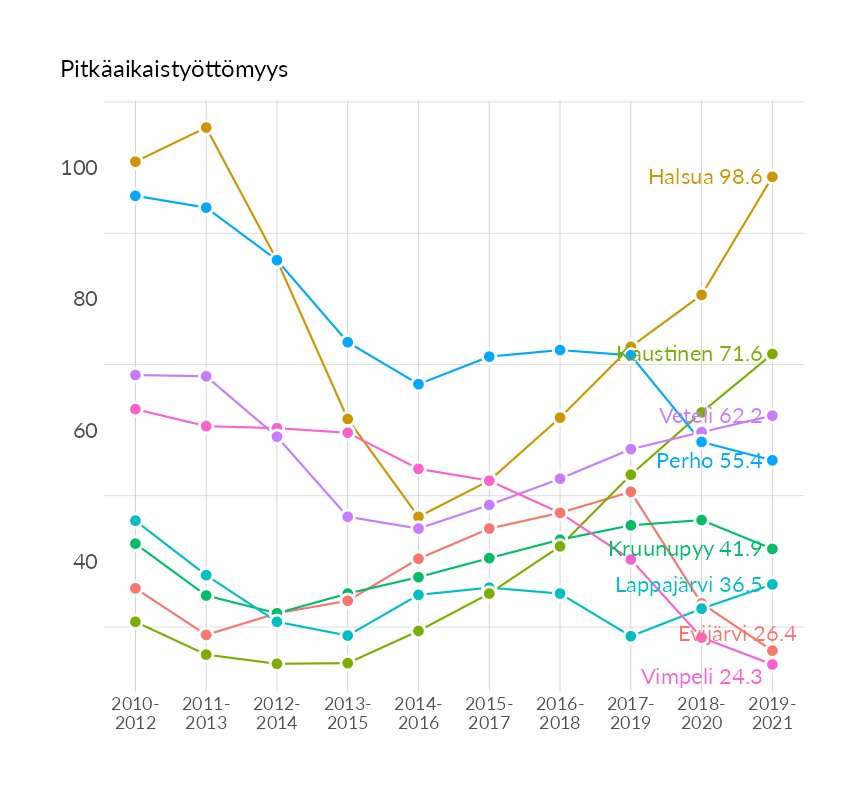 Pitkäaikaistyöttömyys
100
80
60
40
Halsua 98.6
Kaustinen 71.6
Veteli 62.2
Perho 55.4
Kruunupyy 41.9
Lappajärvi 36.5
Evijärvi 26.4
Vimpeli 24.3
2010- 2011- 2012- 2013- 2014- 2015- 2016- 2017- 2018- 2019-
2012 2013 2014 2015 2016 2017 2018 2019 2020 2021